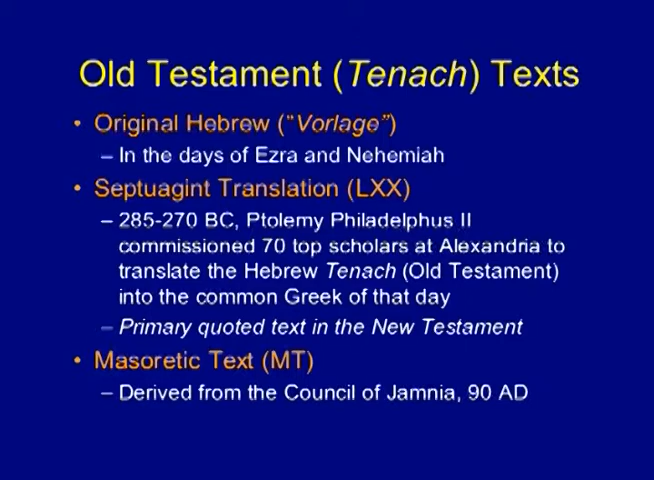 Old Testament (Tenach) Texts
• Original Hebrew (“Vorlage”)
– In the days of Ezra and Nehemiah
• Septuagint Translation (LXX)
– 285-270 BC, Ptolemy Philadelphus II
commissioned 70 top scholars at Alexandria to
translate the Hebrew Tenach (Old Testament)
into the common Greek of that day
– Primary quoted text in the New Testament
• Masoretic Text (MT)
– Derived from the Council of Jamnia, 90 AD